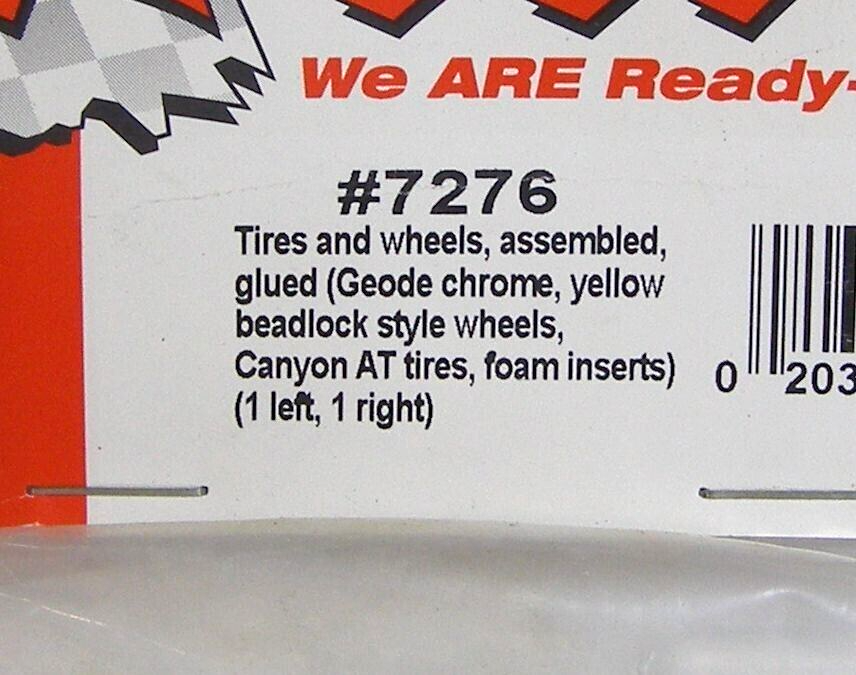 We ARE Ready-
#7276
Tires and wheels, assembled,
glued (Geode chrome, yellow
beadlock style wheels,
Canyon AT tires, foam inserts)
(1 left, 1 right)
0 203